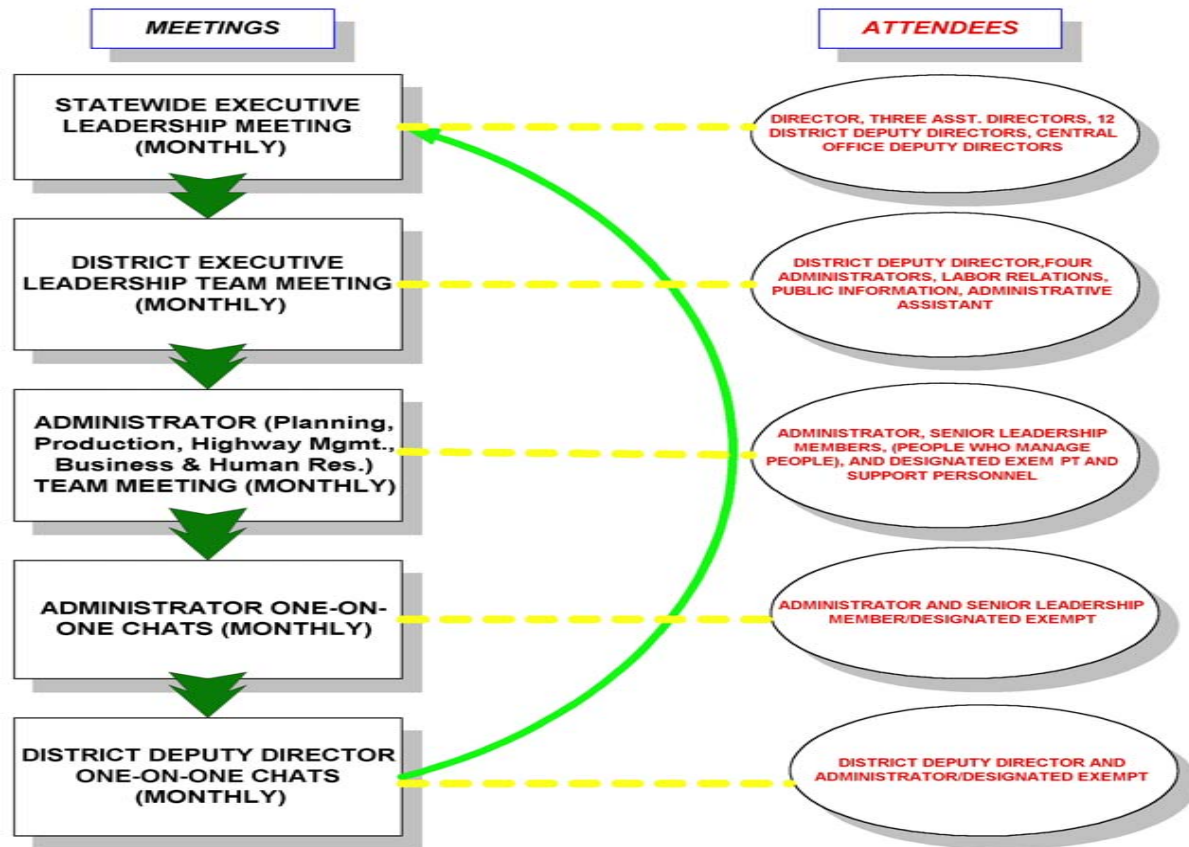 MEETINGS
ATTENDEES
STATEWIDE EXECUTIVE
LEADERSHIP MEETING
(MONTHLY)
DIRECTOR, THREE ASST. DIRECTORS, 12
DISTRICT DEPUTY DIRECTORS, CENTRAL
OFFICE DEPUTY DIRECTORS
DISTRICT EXECUTIVE
LEADERSHIP TEAM MEETING
(MONTHLY)
DISTRICT DEPUTY DIRECTOR,FOUR
ADMINISTRATORS, LABOR RELATIONS,
PUBLIC INFORMATION, ADMINISTRATIVE
ASSISTANT
ADMINISTRATOR (Planning,
Production, Highway Mgmt.,
Business & Human Res.)
TEAM MEETING (MONTHLY)
ADMINISTRATOR, SENIOR LEADERSHIP
MEMBERS, (PEOPLE WHO MANAGE
PEOPLE), AND DESIGNATED EXEM PT AND
SUPPORT PERSONNEL
ADMINISTRATOR ONE-ON-
ONE CHATS (MONTHLY)
ADMINISTRATOR AND SENIOR LEADERSHIP
MEMBER/DESIGNATED EXEMPT
DISTRICT DEPUTY DIRECTOR
ONE-ON-ONE CHATS
(MONTHLY)
DISTRICT DEPUTY DIRECTOR AND
ADMINISTRATOR/DESIGNATED EXEMPT